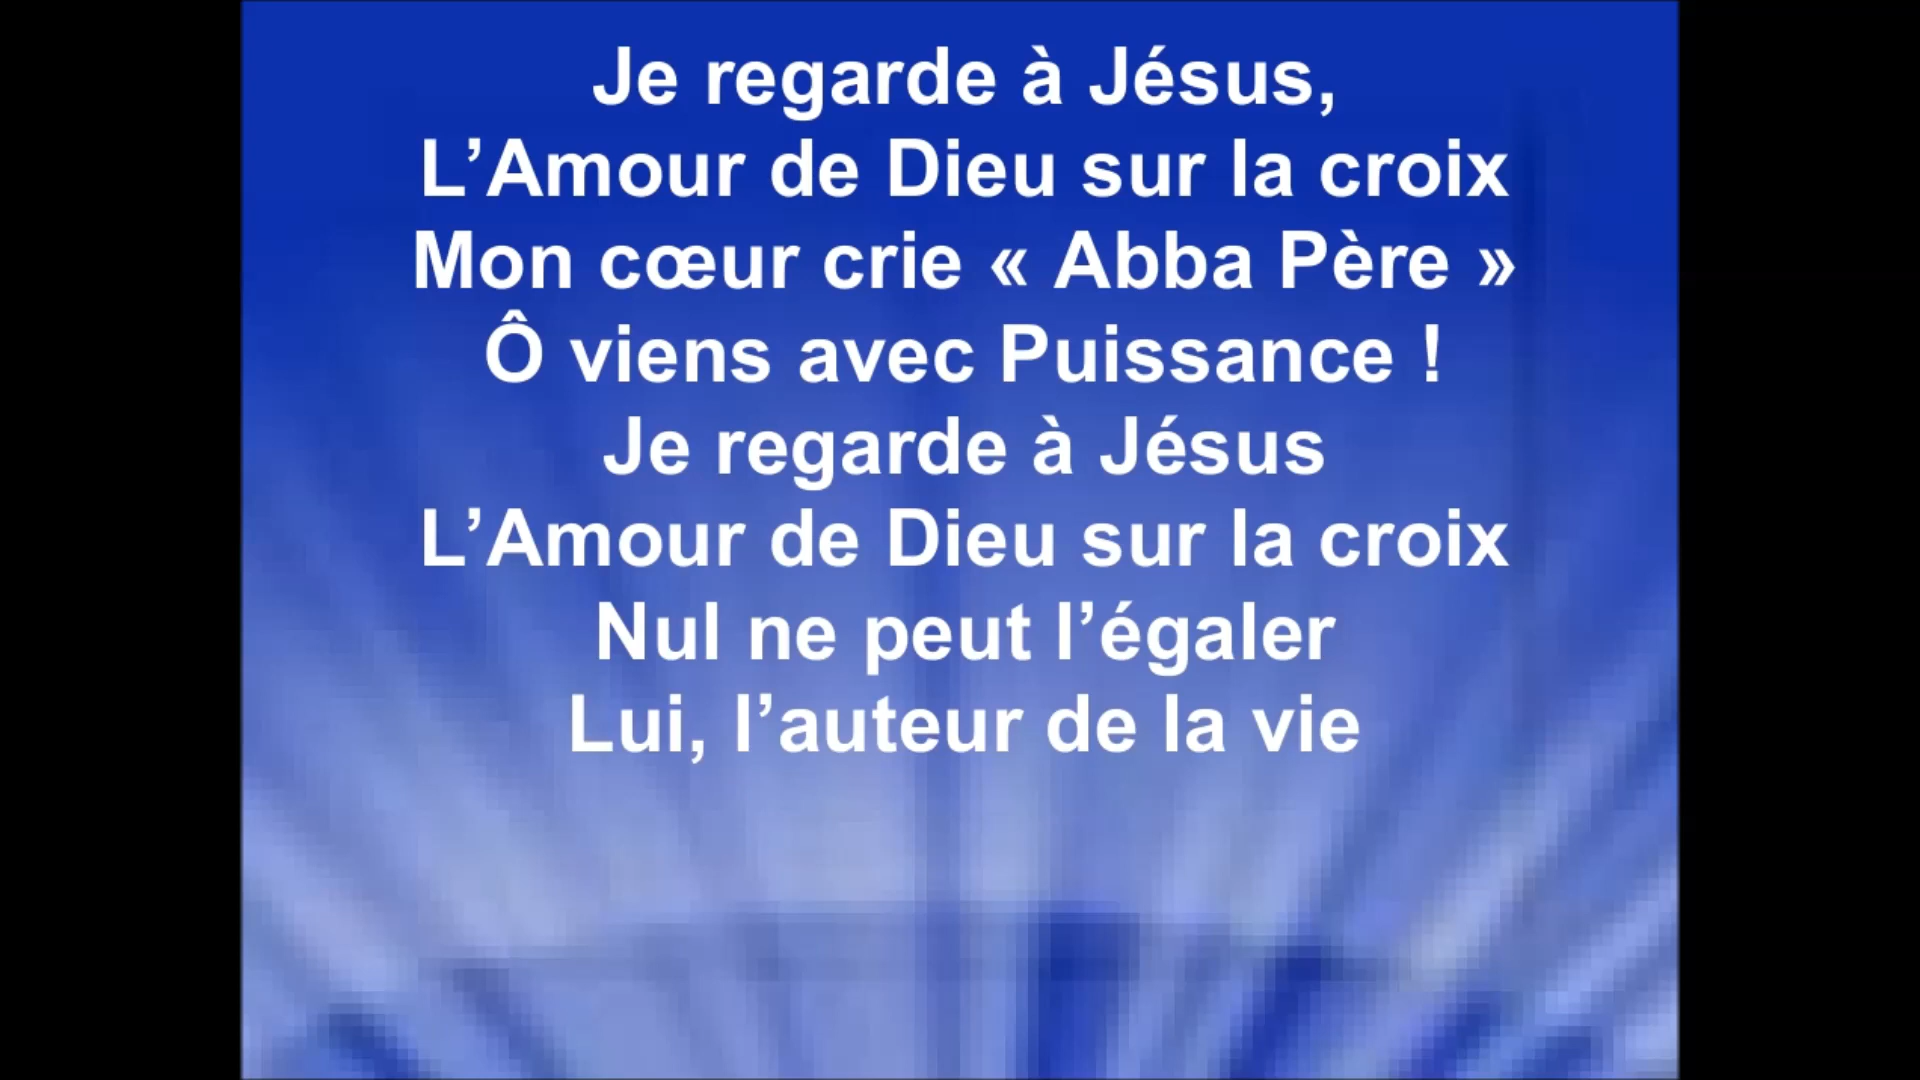 Je regarde à Jésus,
L’Amour de Dieu sur la croix
Mon cœur crie « Abba Père »
Ô viens avec Puissance !
Je regarde à Jésus
L’Amour de Dieu sur la croix
Nul ne peut l’égaler
Lui, l’auteur de la vie